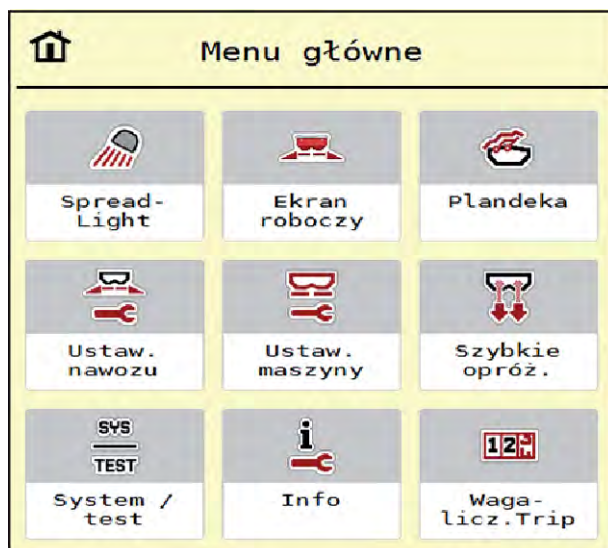 Menu główne
Spread-
Light
Ekran
roboczy
Plandeka
Ustaw.
nawozu
Ustaw.
maszyny
Szybkie
opróż.
SYS
TEST
System /
test
i
Info
12
Waga-
licz.Trip